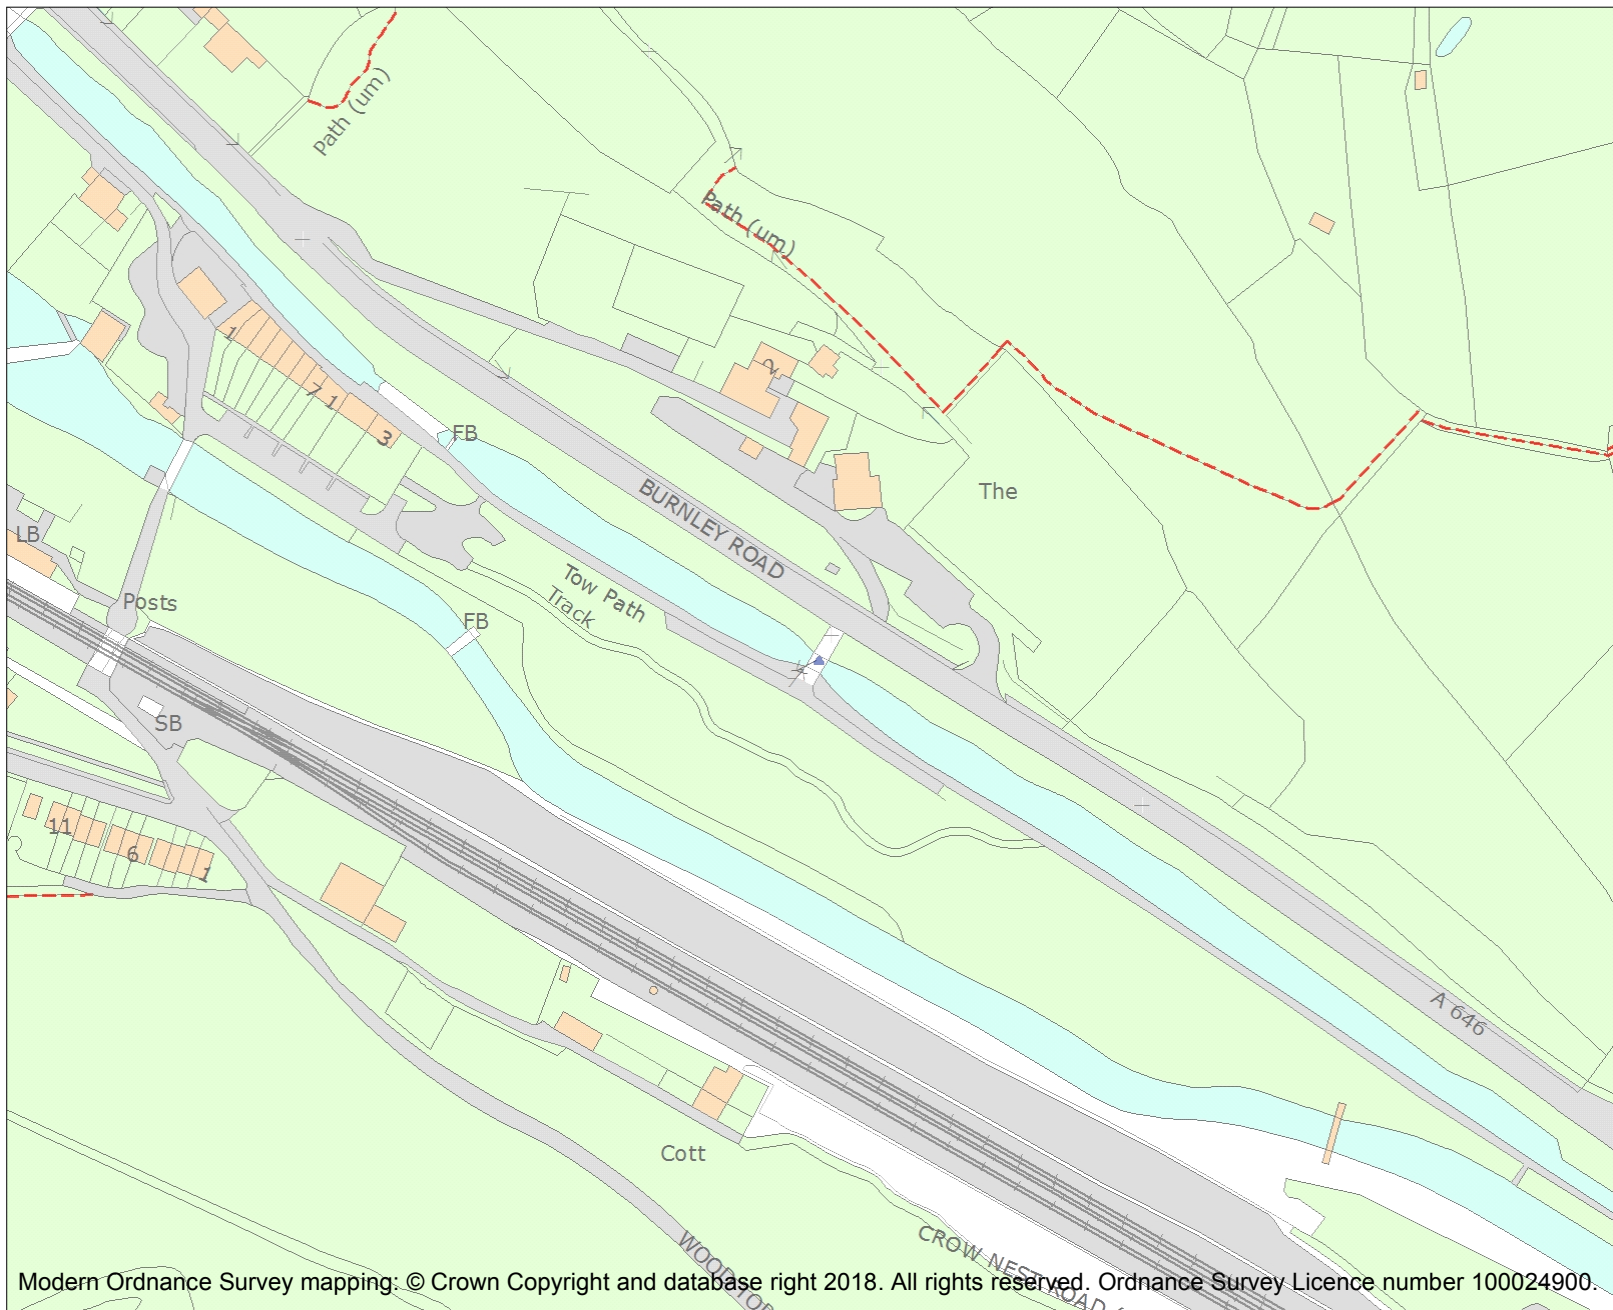 path (um)
Path (um)
1
7
1
3
2
FB
BURNLEY ROAD
The
LB
Tow Path
Track
Posts
FB
SB
11
6
1
A 646
Cott
CROW NEST ROAD
Modern Ordnance Survey mapping: © Crown Copyright and database right 2018. All rights reserved. Ordnance Survey Licence number 100024900.